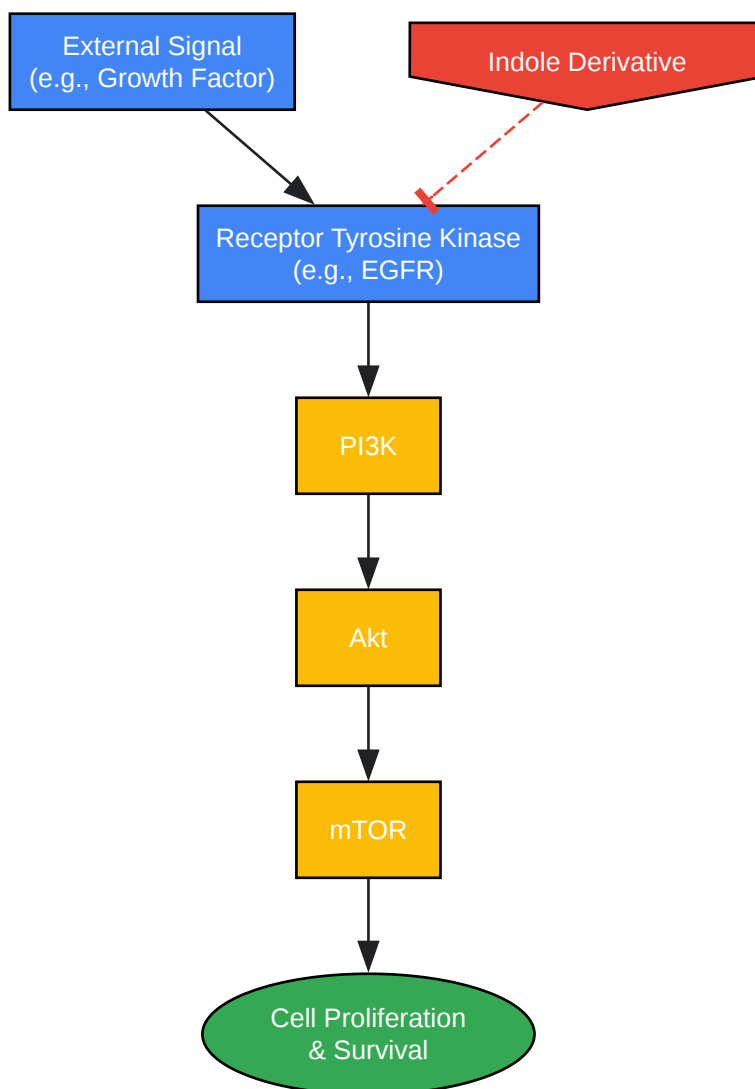 External Signal
(e.g., Growth Factor)
Indole Derivative
Receptor Tyrosine Kinase
(e.g., EGFR)
PI3K
Akt
mTOR
Cell Proliferation
& Survival